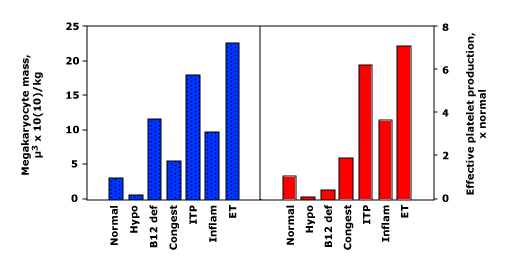 Megakaryocyte mass,
µ³ x 10(10)/kg
25
20
15
10
5
0
Normal
Hypo
B12 def
Congest
ITP
Inflam
ET
Normal
Hypo
B12 def
Congest
ITP
Inflam
ET
8
6
4
2
0
Effective platelet production,
x normal